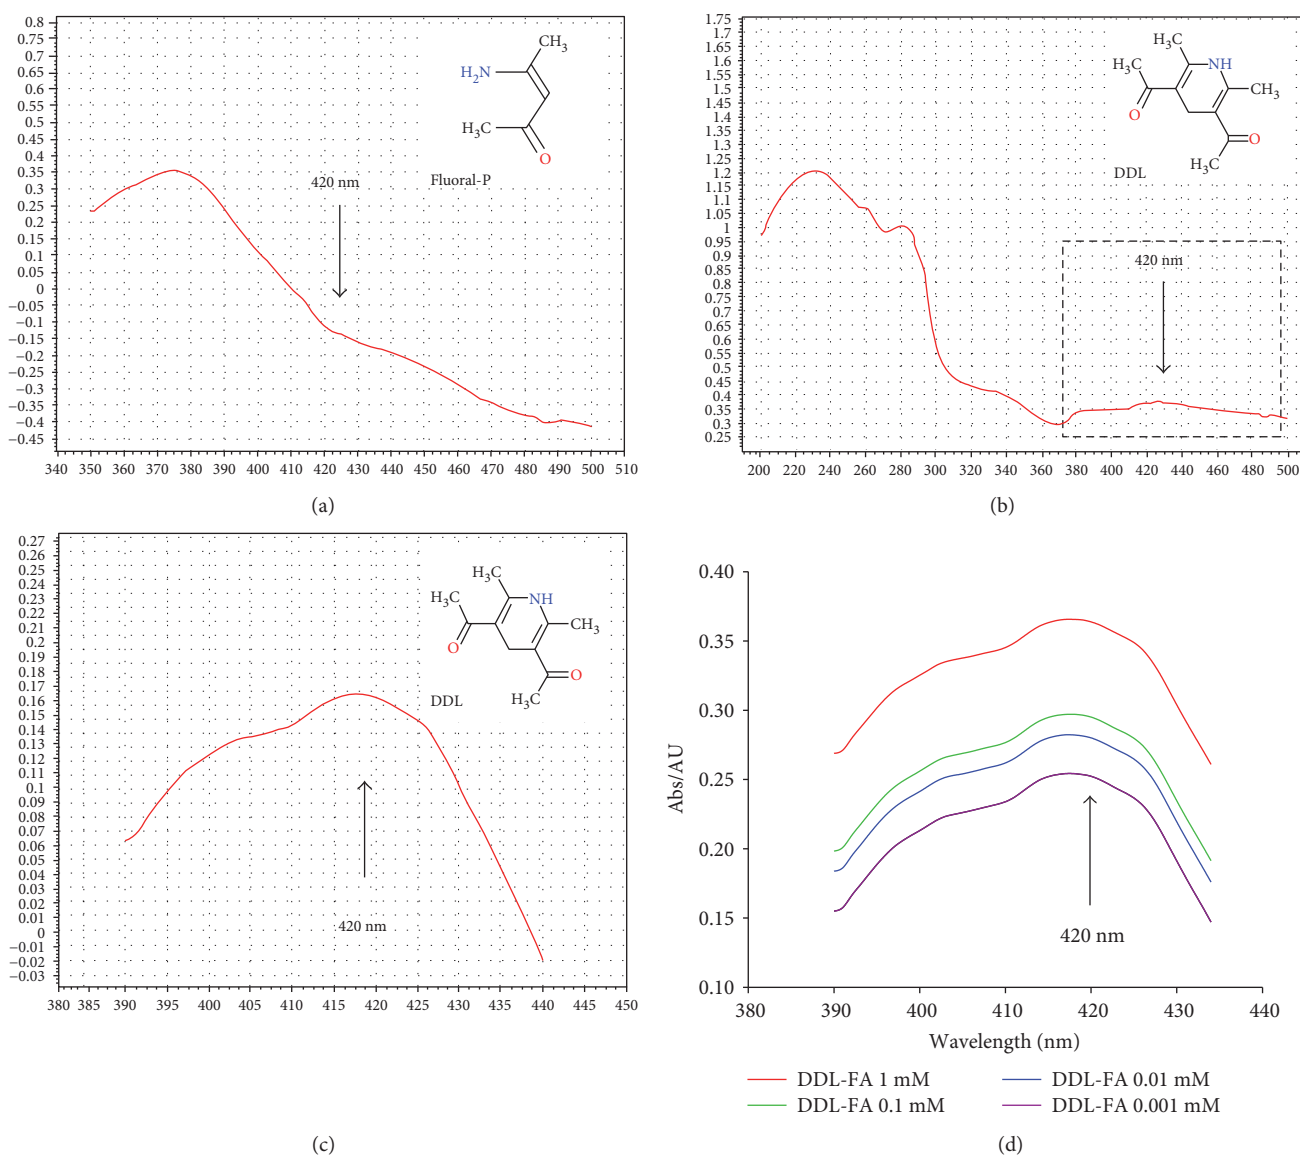 0.8
0.7
0.65
0.6
0.55
0.5
0.45
0.4
0.35
0.3
0.25
0.2
0.15
0.1
0.05
0
−0.05
−0.1
−0.15
−0.2
−0.25
−0.3
−0.35
−0.4
−0.45
340 350 360 370 380 390 400 410 420 430 440 450 460 470 480 490 500 510
CH₃
H₂N
H₃C
O
Fluoral-P
420 nm
(a)
1.75
1.7
1.65
1.6
1.55
1.5
1.45
1.4
1.35
1.3
1.25
1.2
1.15
1.1
1.05
1
0.95
0.9
0.85
0.8
0.75
0.7
0.65
0.6
0.55
0.5
0.45
0.4
0.35
0.3
0.25
200 220 240 260 280 300 320 340 360 380 400 420 440 460 480 500
H₃C
NH
H₃C
CH₃
O
O
H₃C
DDL
420 nm
(b)
0.27
0.26
0.25
0.24
0.23
0.22
0.21
0.2
0.19
0.18
0.17
0.16
0.15
0.14
0.13
0.12
0.11
0.1
0.09
0.08
0.07
0.06
0.05
0.04
0.03
0.02
0.01
0
−0.01
−0.02
−0.03
380 385 390 395 400 405 410 415 420 425 430 435 440 445 450
H₃C
H₃C
NH
CH₃
O
O
H₃C
DDL
420 nm
(c)
0.40
0.35
0.30
0.25
0.20
0.15
0.10
Abs/AU
380 390 400 410 420 430 440
Wavelength (nm)
420 nm
DDL-FA 1 mM
DDL-FA 0.1 mM
DDL-FA 0.01 mM
DDL-FA 0.001 mM
(d)